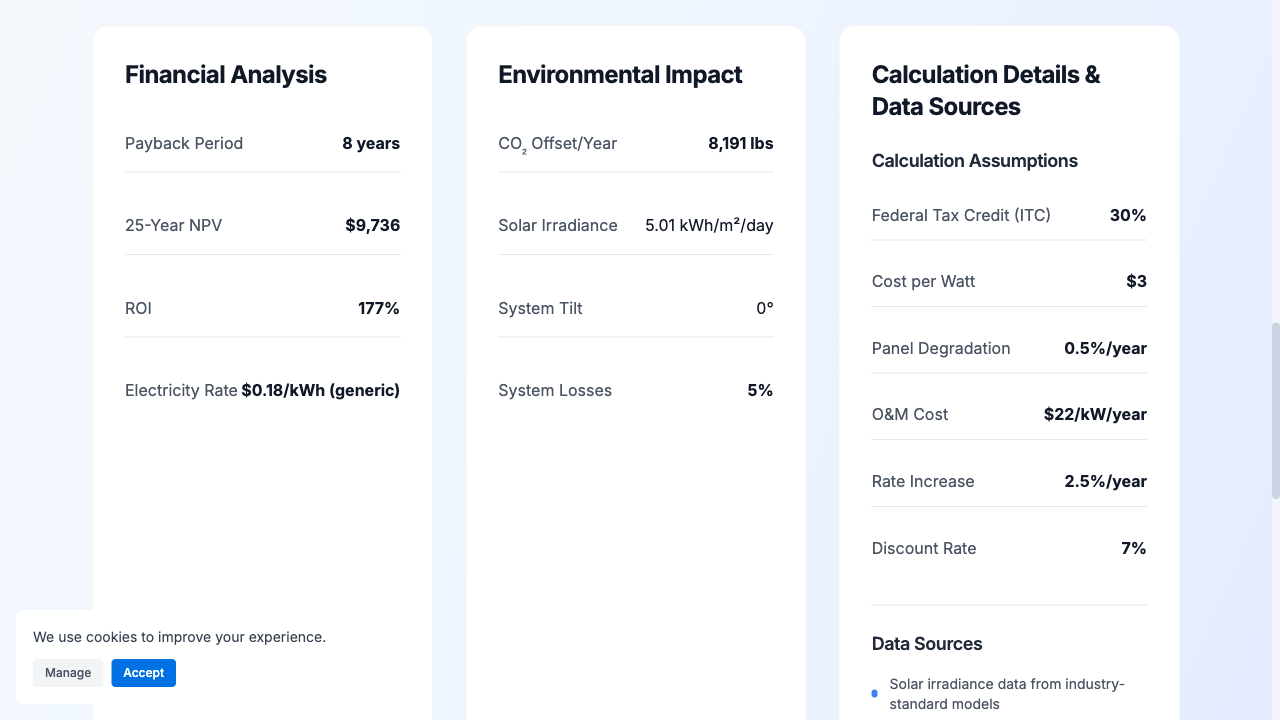 Financial Analysis
Payback Period 8 years
25-Year NPV $9,736
ROI 177%
Electricity Rate $0.18/kWh (generic)
Environmental Impact
CO₂ Offset/Year 8,191 lbs
Solar Irradiance 5.01 kWh/m²/day
System Tilt 0°
System Losses 5%
Calculation Details &
Data Sources
Calculation Assumptions
Federal Tax Credit (ITC) 30%
Cost per Watt $3
Panel Degradation 0.5%/year
O&M Cost $22/kW/year
Rate Increase 2.5%/year
Discount Rate 7%
Data Sources
Solar irradiance data from industry-
standard models
We use cookies to improve your experience.
Manage Accept